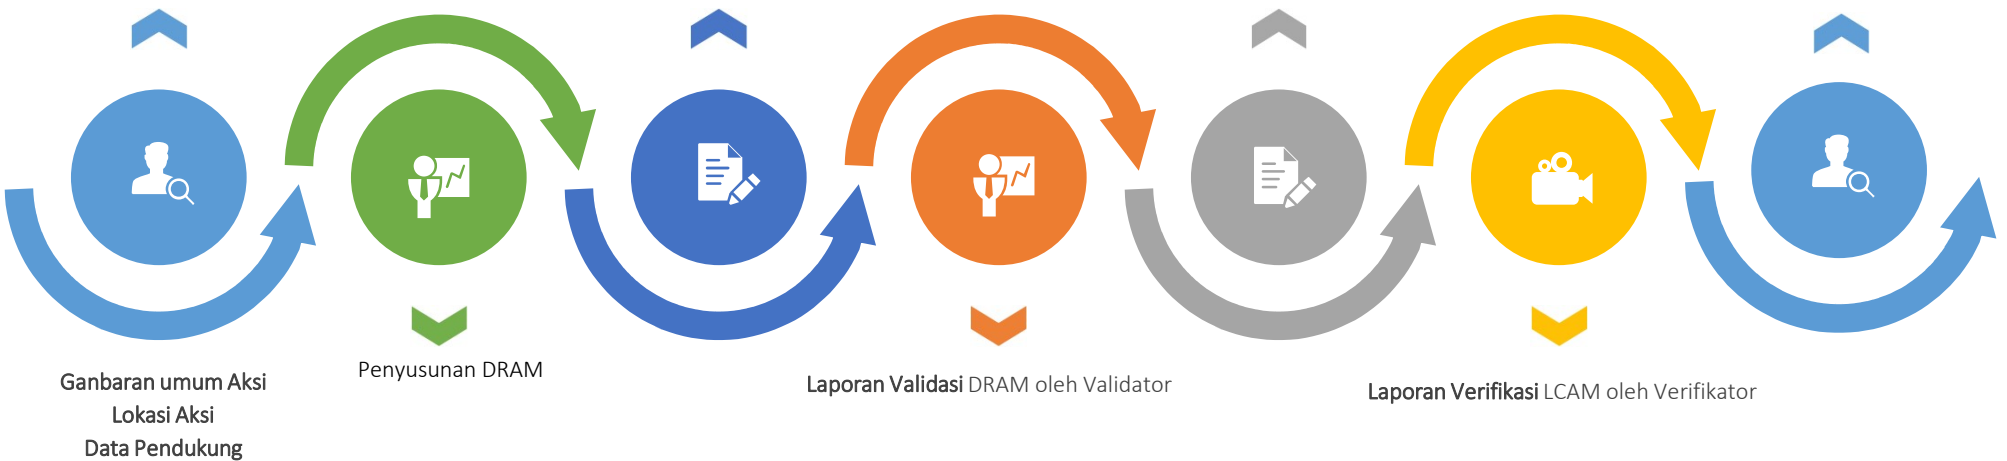 Ganbaran umum Aksi
Lokasi Aksi
Data Pendukung
Penyusunan DRAM
Laporan Validasi DRAM oleh Validator
Laporan Verifikasi LCAM oleh Verifikator